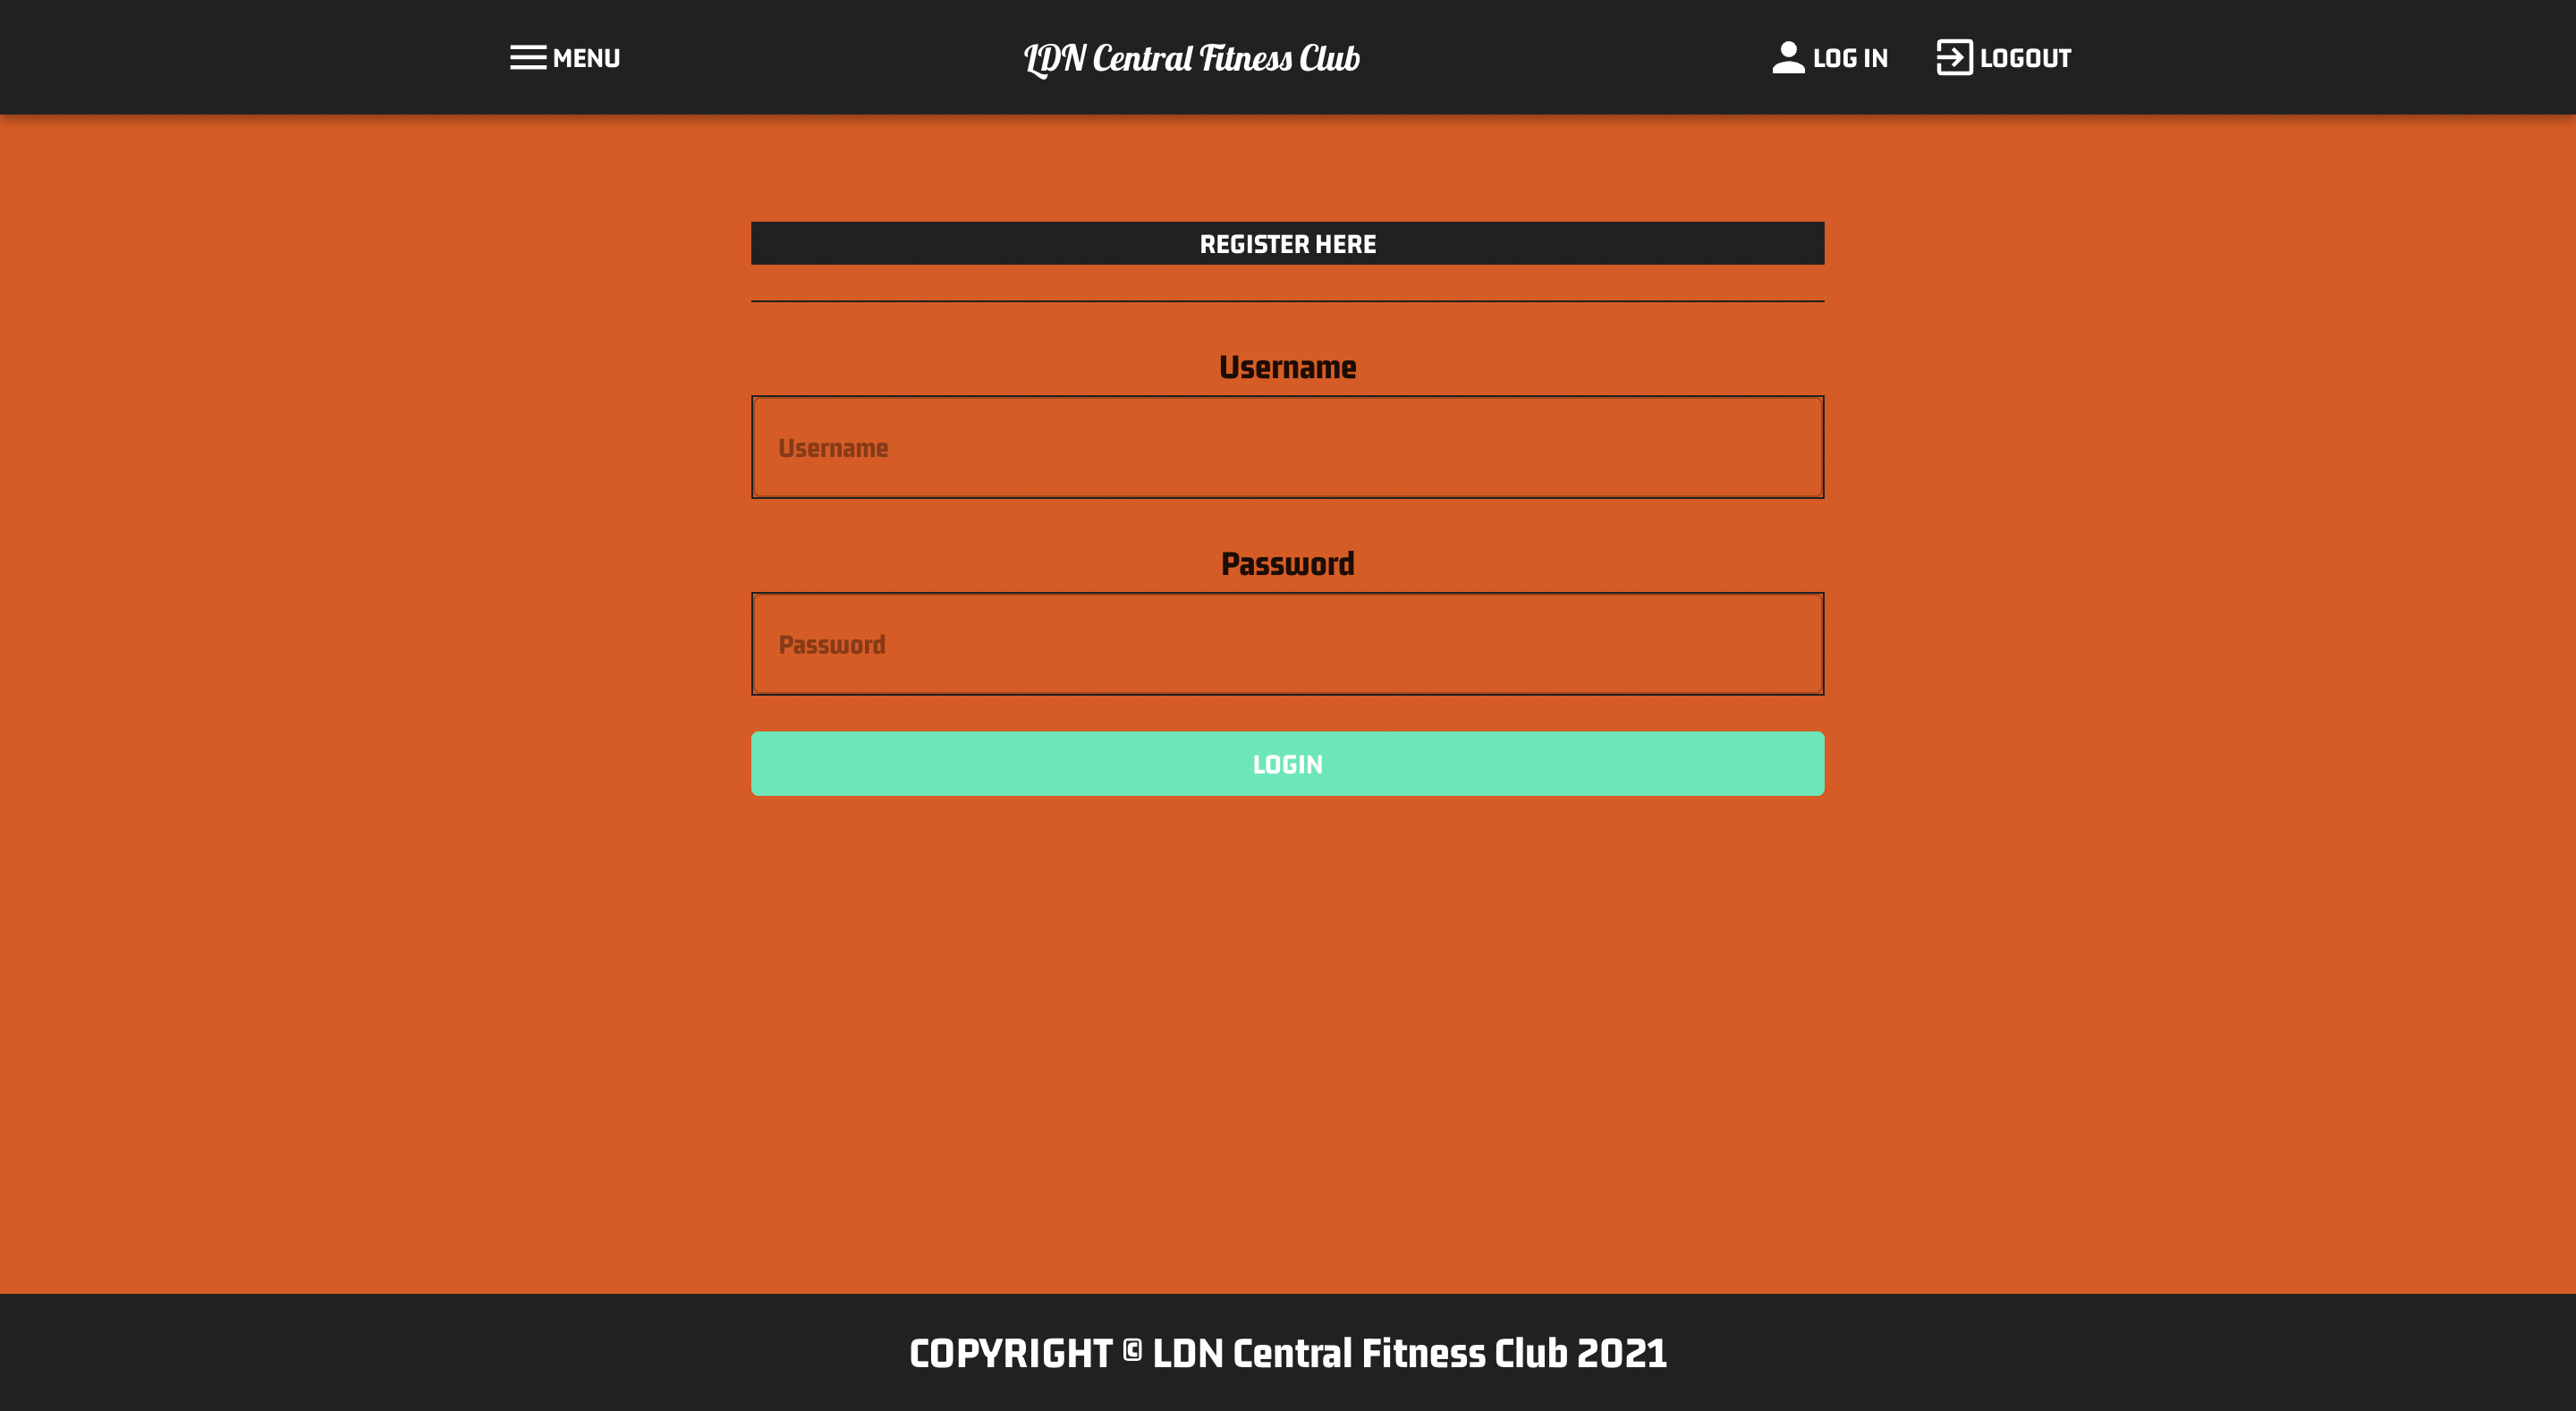 MENU
LDN Central Fitness Club
LOG IN
LOGOUT
REGISTER HERE
Username
Username
Password
Password
LOGIN
COPYRIGHT © LDN Central Fitness Club 2021